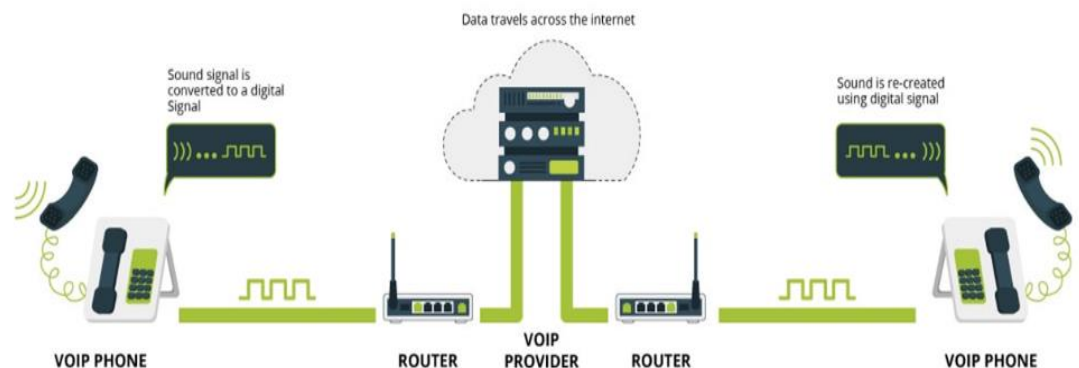 Data travels across the internet
Sound signal is
converted to a digital
Signal
Sound is re-created
using digital signal
VOIP PHONE
ROUTER
VOIP
PROVIDER
ROUTER
VOIP PHONE